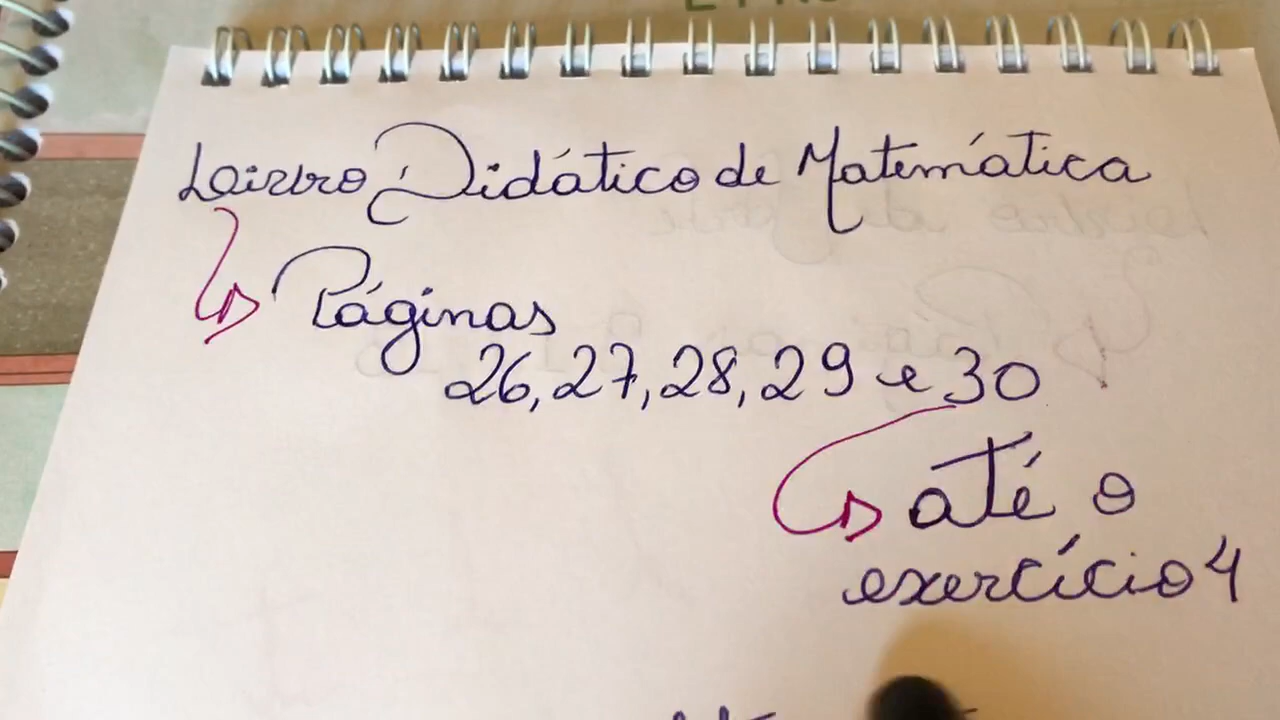 Livro Didático de Matemática
Páginas
26, 27, 28, 29 e 30
até o
exercício 4